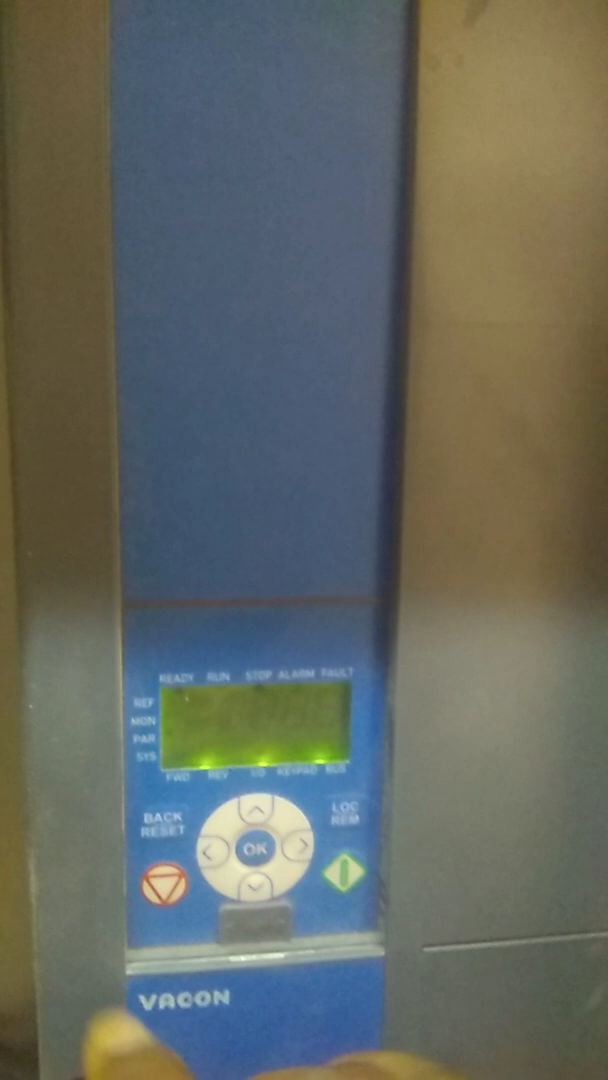 READY RUN STOP ALARM FAULT
REF
MON
PAR
SYS
FWD REV I/O KEYPAD BUS
BACK
RESET
LOC
REM
OK
VACON